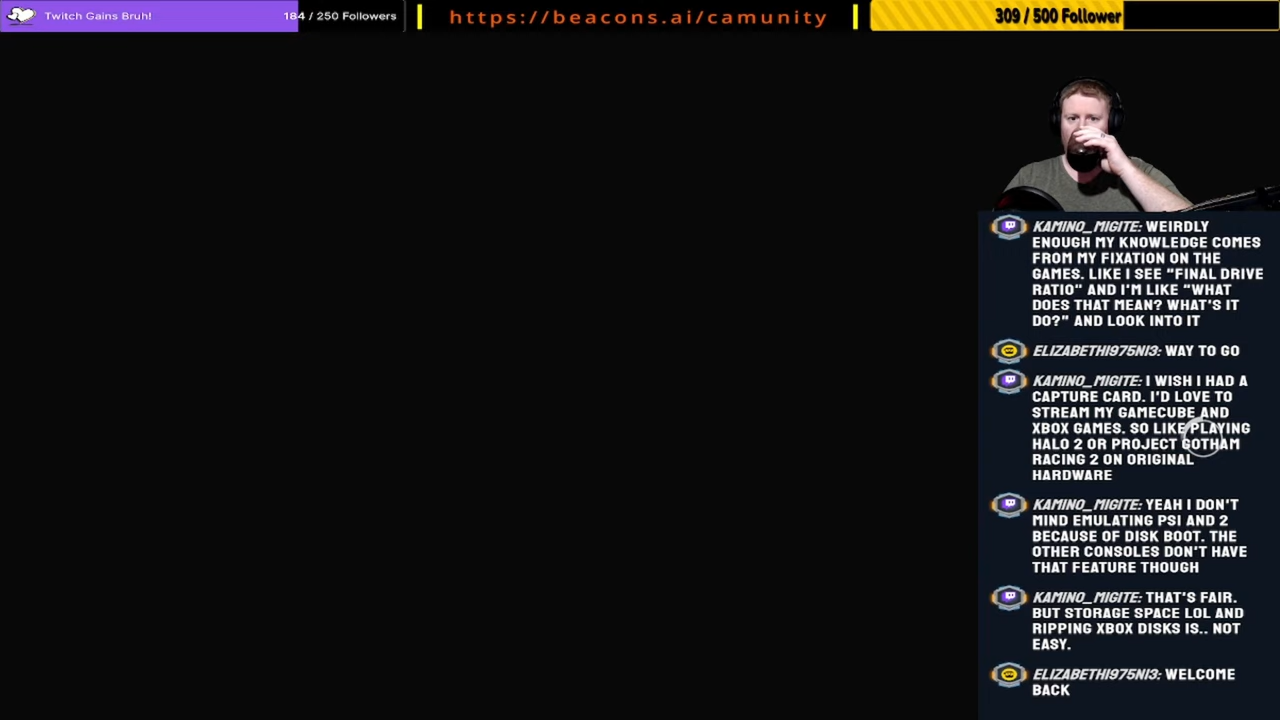 Twitch Gains Bruh!
184 / 250 Followers
https://beacons.ai/camunity
309 / 500 Follower
KAMINO_MIGITE: WEIRDLY
ENOUGH MY KNOWLEDGE COMES
FROM MY FIXATION ON THE
GAMES. LIKE I SEE "FINAL DRIVE
RATIO" AND I'M LIKE "WHAT
DOES THAT MEAN? WHAT'S IT
DO?" AND LOOK INTO IT
ELIZABETH1975NI3: WAY TO GO
KAMINO_MIGITE: I WISH I HAD A
CAPTURE CARD. I'D LOVE TO
STREAM MY GAMECUBE AND
XBOX GAMES. SO LIKE PLAYING
HALO 2 OR PROJECT GOTHAM
RACING 2 ON ORIGINAL
HARDWARE
KAMINO_MIGITE: YEAH I DON'T
MIND EMULATING PS1 AND 2
BECAUSE OF DISK BOOT. THE
OTHER CONSOLES DON'T HAVE
THAT FEATURE THOUGH
KAMINO_MIGITE: THAT'S FAIR.
BUT STORAGE SPACE LOL AND
RIPPING XBOX DISKS IS.. NOT
EASY.
ELIZABETH1975NI3: WELCOME
BACK